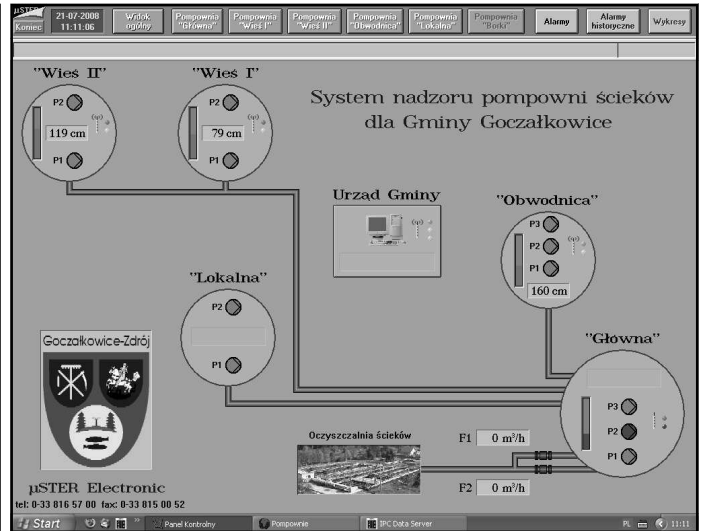 µSTER
Koniec
21-07-2008
11:11:06
Widok
ogólny
Pompownia
"Główna"
Pompownia
"Wieś I"
Pompownia
"Wieś II"
Pompownia
"Obwodnica"
Pompownia
"Lokalna"
Pompownia
"Borki"
Alarmy
Alarmy
historyczne
Wykresy
"Wieś II"
P2
119 cm
P1
"Wieś I"
P2
79 cm
P1
System nadzoru pompowni ścieków
dla Gminy Goczałkowice
Urząd Gminy
"Obwodnica"
P3
P2
P1
160 cm
"Lokalna"
P2
P1
"Główna"
P3
P2
P1
Goczałkowice-Zdrój
Oczyszczalnia ścieków
F1 0 m³/h
F2 0 m³/h
µSTER Electronic
tel: 0-33 816 57 00 fax: 0-33 815 00 52
Start
Panel Kontrolny
Pompownie
IPC Data Server
PL
11:11